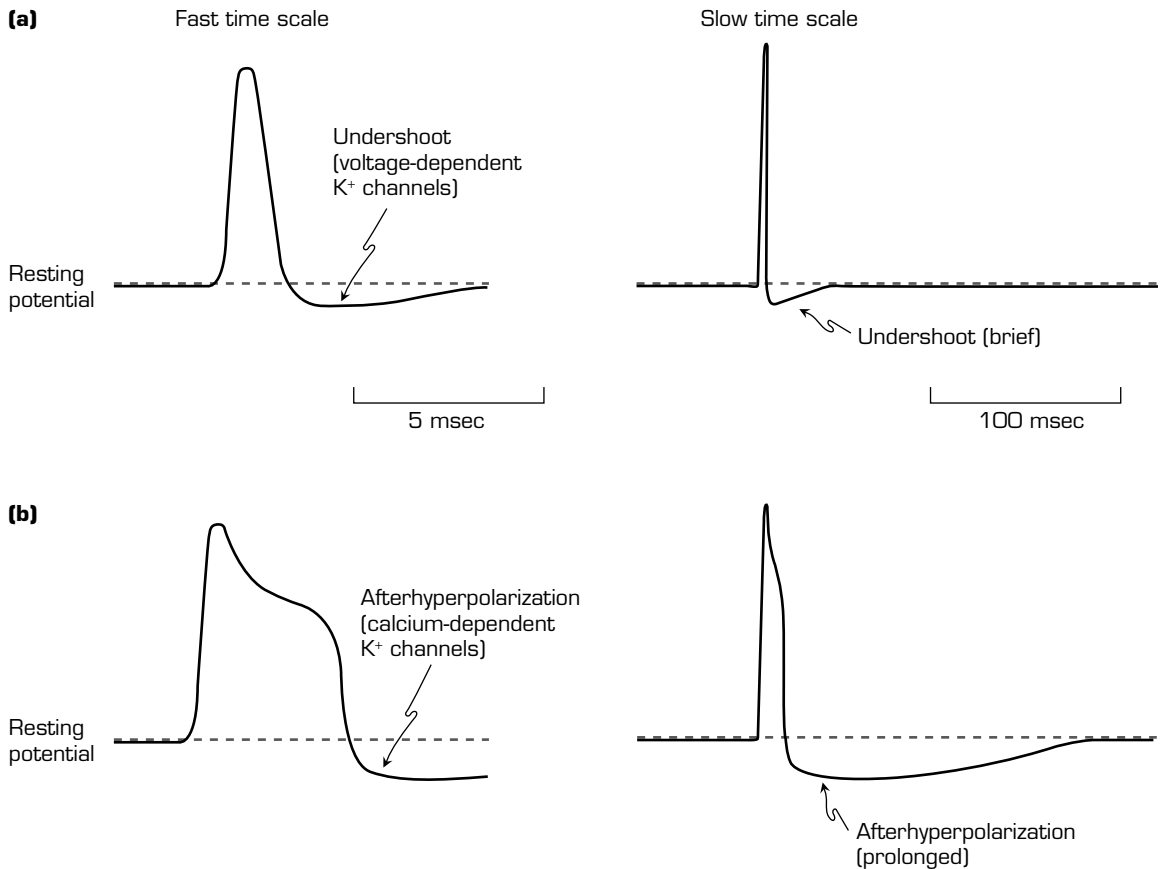 (a)
Fast time scale
Slow time scale
Undershoot
(voltage-dependent
K⁺ channels)
Resting
potential
Undershoot (brief)
5 msec
100 msec
(b)
Afterhyperpolarization
(calcium-dependent
K⁺ channels)
Resting
potential
Afterhyperpolarization
(prolonged)